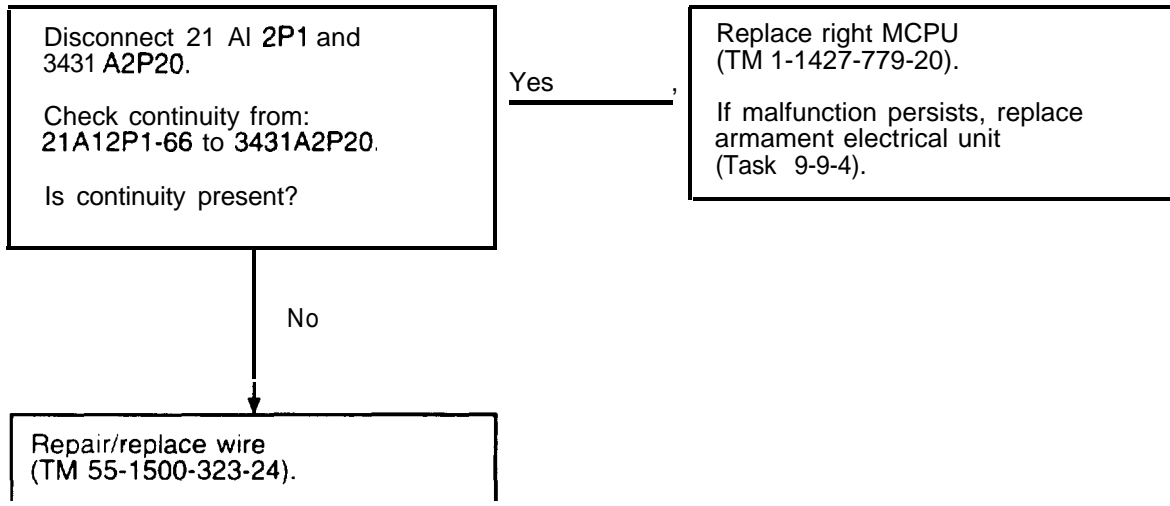 Disconnect 21 Al 2P1 and
3431 A2P20.
Check continuity from:
21A12P1-66 to 3431A2P20.
Is continuity present?
Yes ,
Replace right MCPU
(TM 1-1427-779-20).
If malfunction persists, replace
armament electrical unit
(Task 9-9-4).
No
Repair/replace wire
(TM 55-1500-323-24).